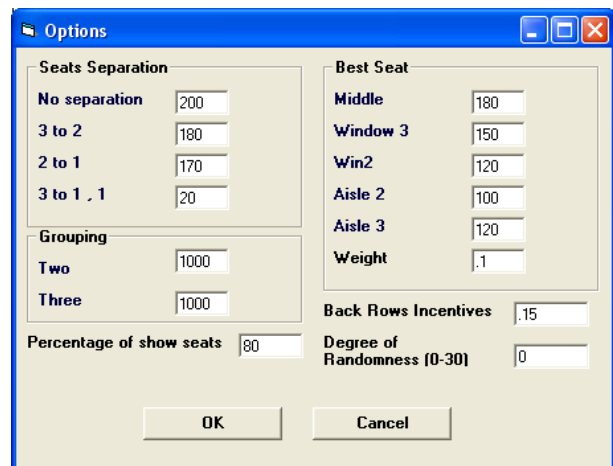 Options
Seats Separation
No separation 200
3 to 2 180
2 to 1 170
3 to 1 , 1 20
Grouping
Two 1000
Three 1000
Percentage of show seats 80
Best Seat
Middle 180
Window 3 150
Win2 120
Aisle 2 100
Aisle 3 120
Weight .1
Back Rows Incentives .15
Degree of
Randomness (0-30) 0
OK Cancel